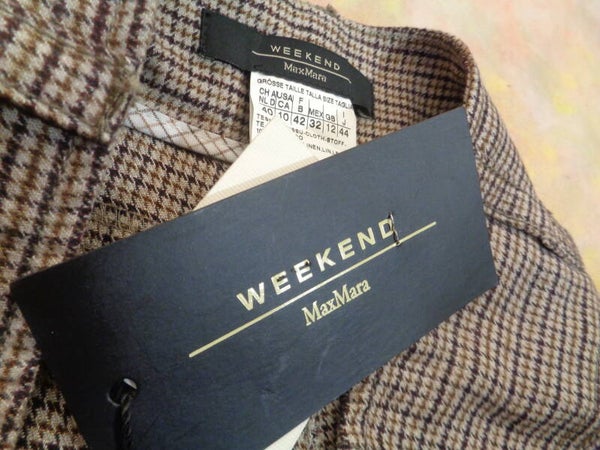 WEEKEND
MaxMara
GRÖSSE TAILLE TALLA SIZE TAGLIA
CH A USA F I
NL D CA B MEX GB J
40 10 42 32 12 44
WEEKEND
MaxMara